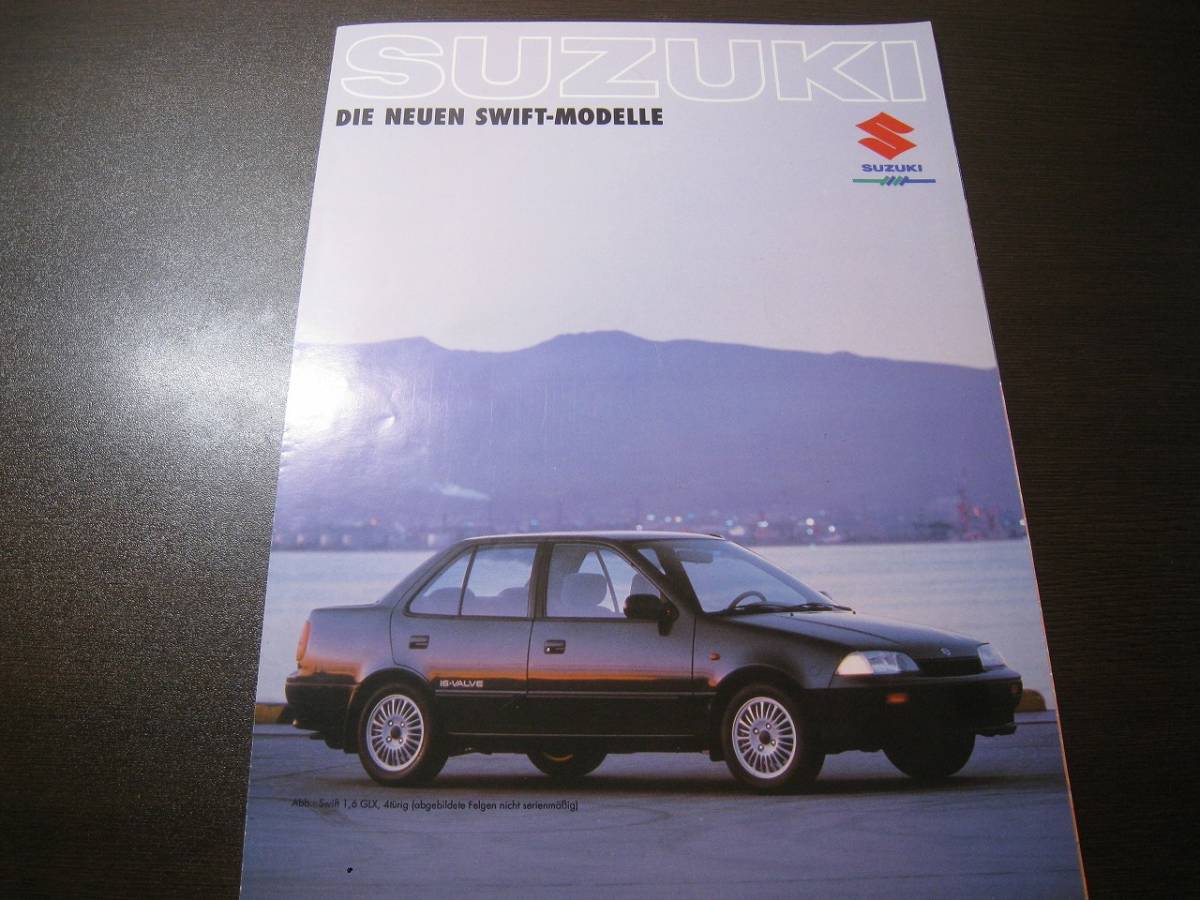 SUZUKI
DIE NEUEN SWIFT-MODELLE
SUZUKI
16-VALVE
Abb.: Swift 1,6 GLX, 4türig (abgebildete Felgen nicht serienmäßig)